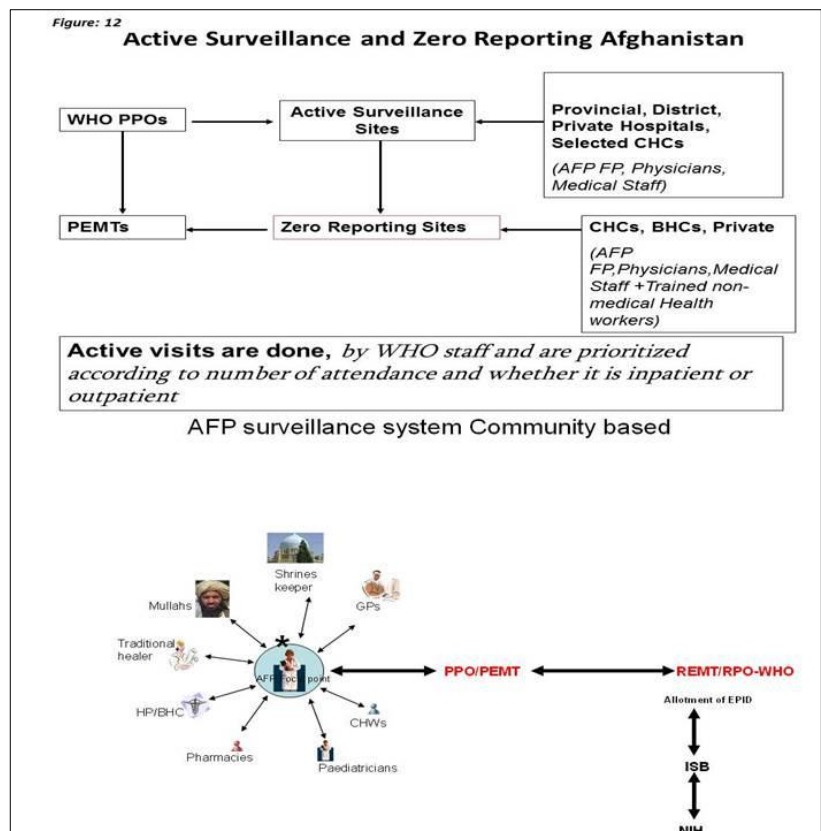 Figure: 12
Active Surveillance and Zero Reporting Afghanistan
WHO PPOs
Active Surveillance
Sites
Provincial, District,
Private Hospitals,
Selected CHCs
(AFP FP, Physicians,
Medical Staff)
PEMTs
Zero Reporting Sites
CHCs, BHCs, Private
(AFP
FP,Physicians,Medical
Staff +Trained non-
medical Health
workers)
Active visits are done, by WHO staff and are prioritized
according to number of attendance and whether it is inpatient or
outpatient
AFP surveillance system Community based
Shrines
keeper
Mullahs
GPs
Traditional
healer
*
AFP Focal point
PPO/PEMT
REMT/RPO-WHO
Allotment of EPID
HP/BHC
CHWs
Pharmacies
Paediatricians
ISB
NIH